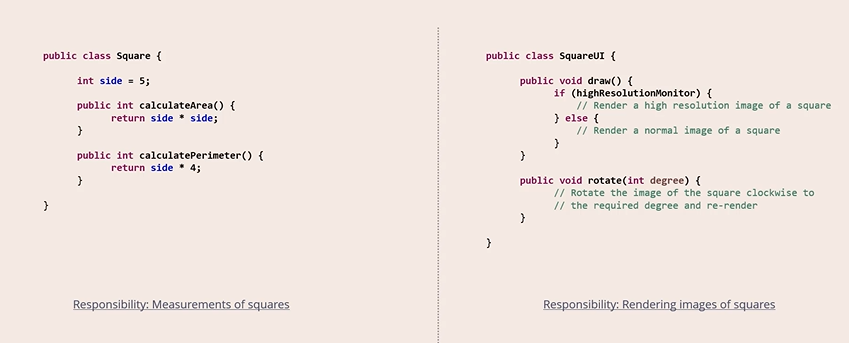 public class Square {
int side = 5;
public int calculateArea() {
return side * side;
}
public int calculatePerimeter() {
return side * 4;
}
}
Responsibility: Measurements of squares
public class SquareUI {
public void draw() {
if (highResolutionMonitor) {
// Render a high resolution image of a square
} else {
// Render a normal image of a square
}
}
public void rotate(int degree) {
// Rotate the image of the square clockwise to
// the required degree and re-render
}
}
Responsibility: Rendering images of squares